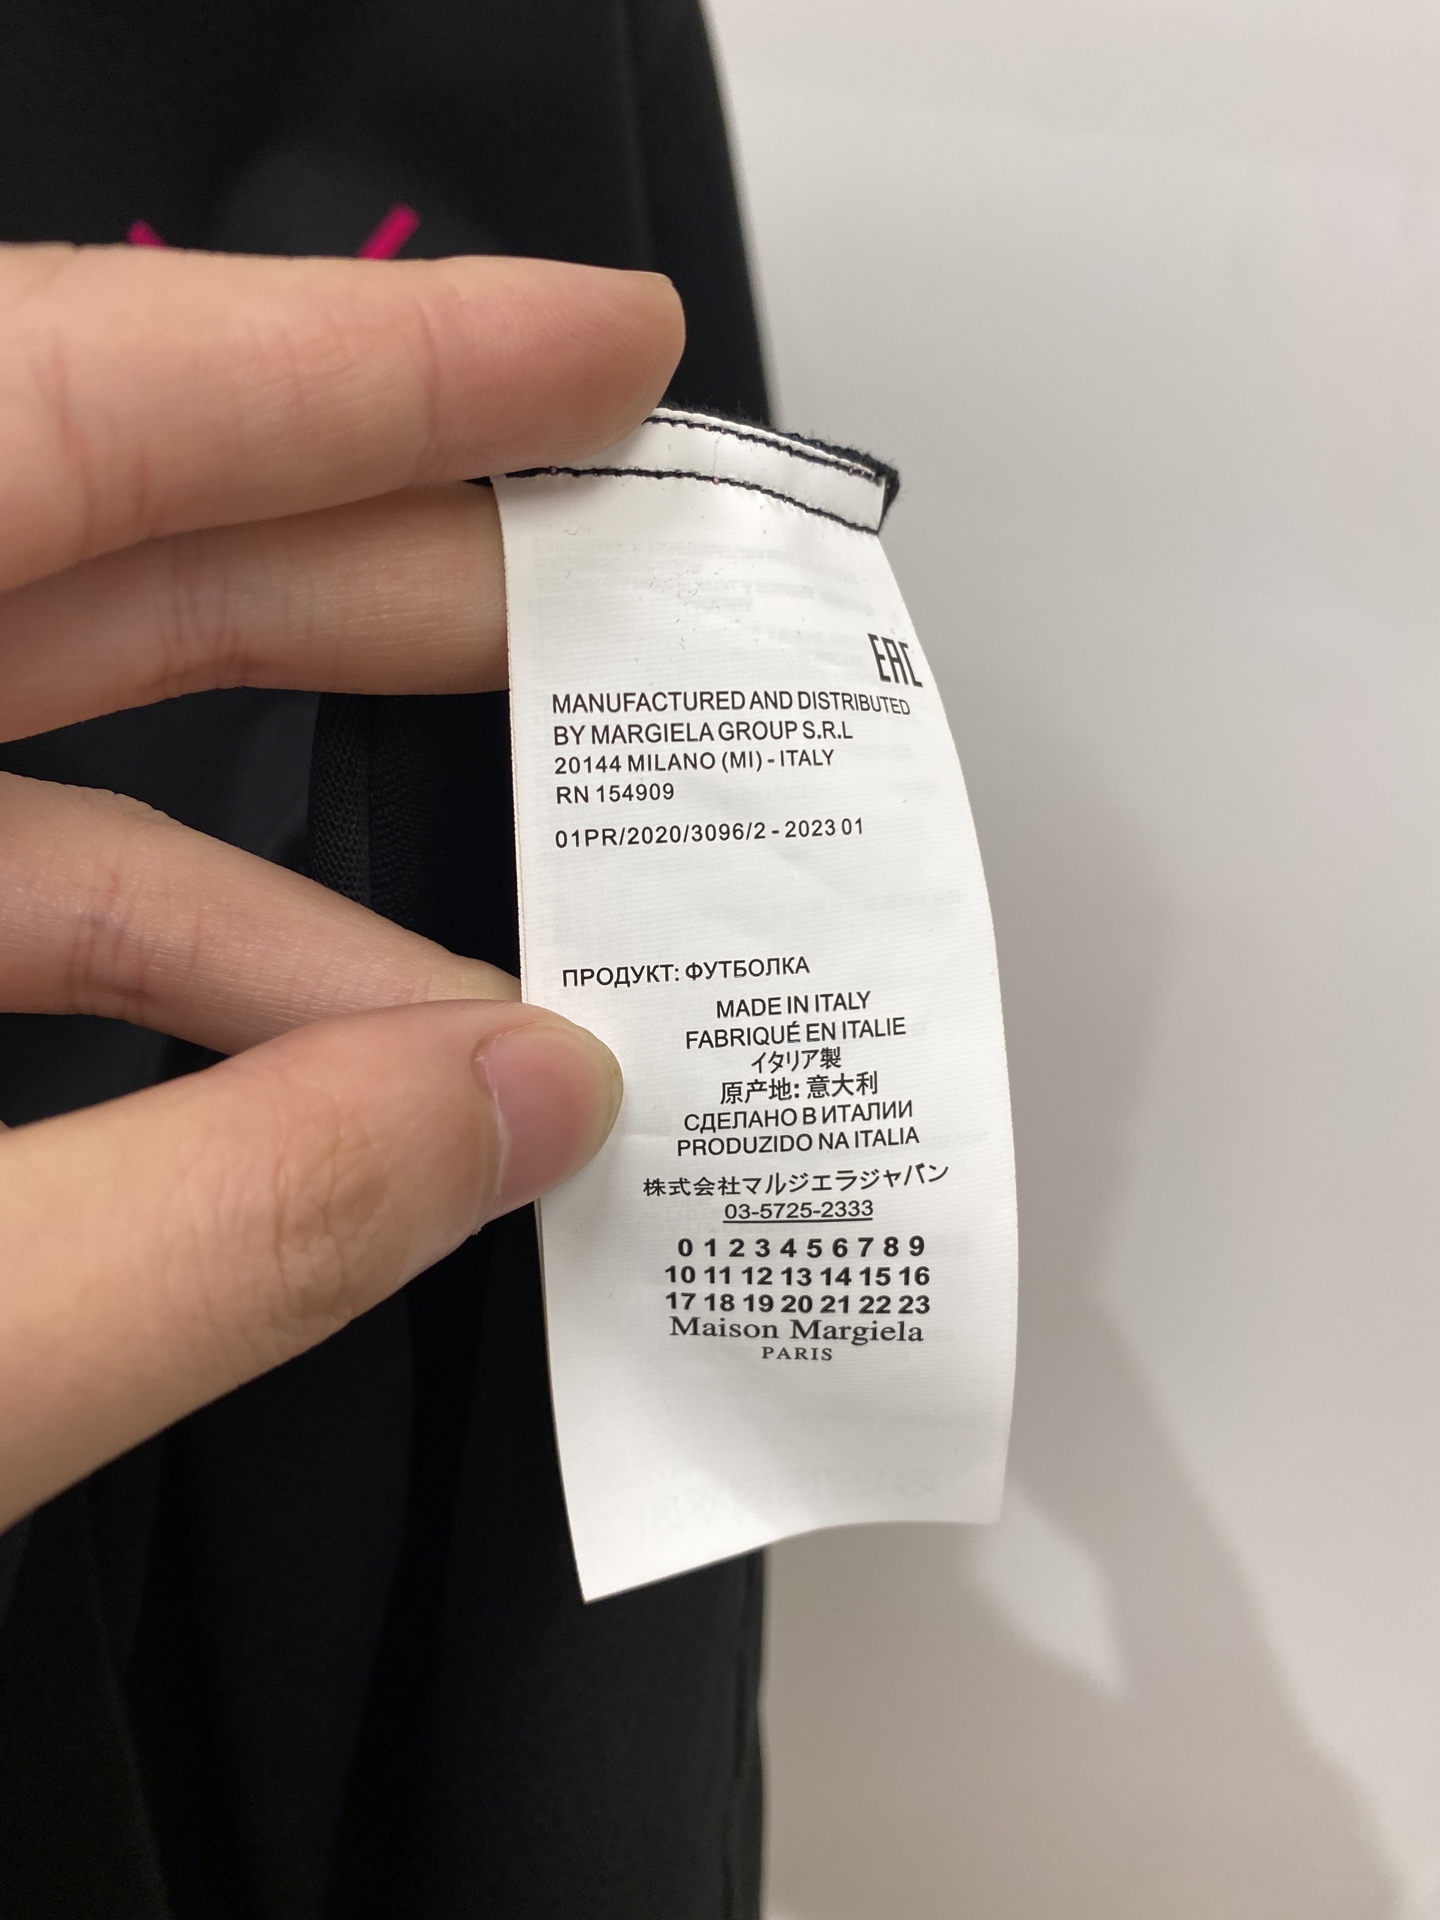 EAC
MANUFACTURED AND DISTRIBUTED
BY MARGIELA GROUP S.R.L
20144 MILANO (MI) - ITALY
RN 154909
01PR/2020/3096/2 - 2023 01
ПРОДУКТ: ФУТБОЛКА
MADE IN ITALY
FABRIQUÉ EN ITALIE
イタリア製
原产地: 意大利
СДЕЛАНО В ИТАЛИИ
PRODUZIDO NA ITALIA
株式会社マルジエラジャパン
03-5725-2333
0 1 2 3 4 5 6 7 8 9
10 11 12 13 14 15 16
17 18 19 20 21 22 23
Maison Margiela
PARIS